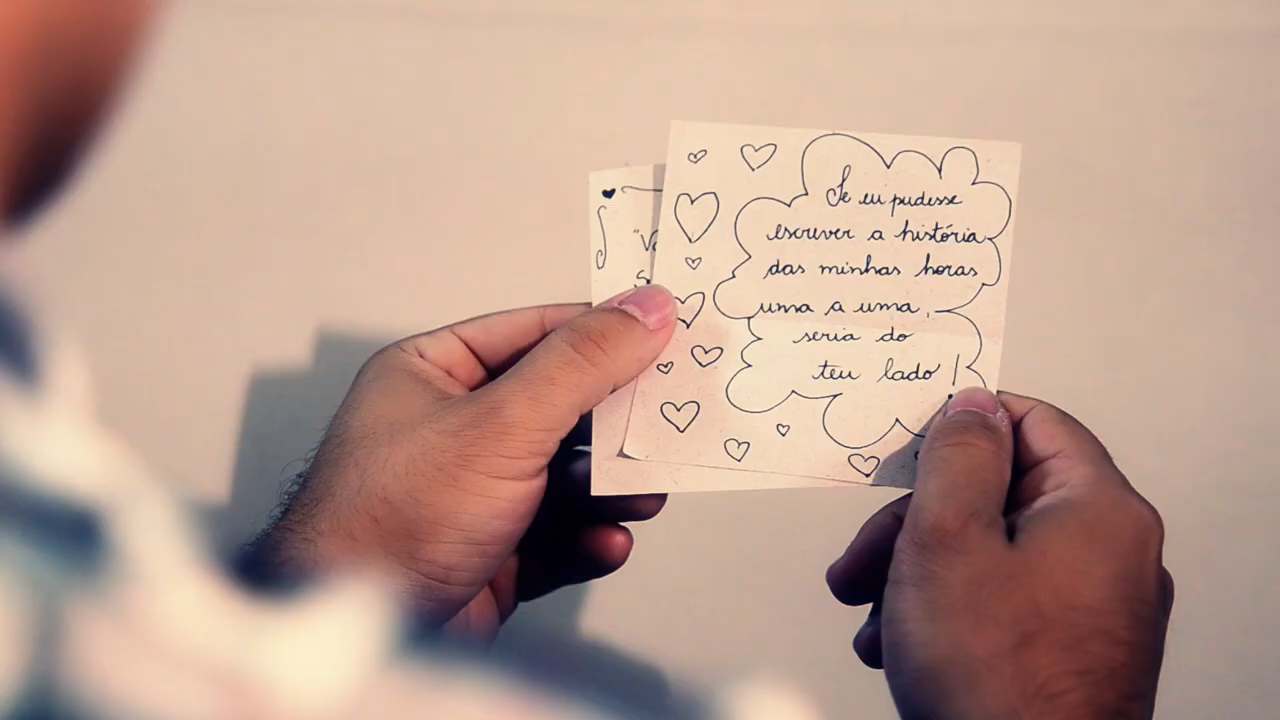 Se eu pudesse
escrever a história
das minhas horas
uma a uma,
seria do
teu lado!